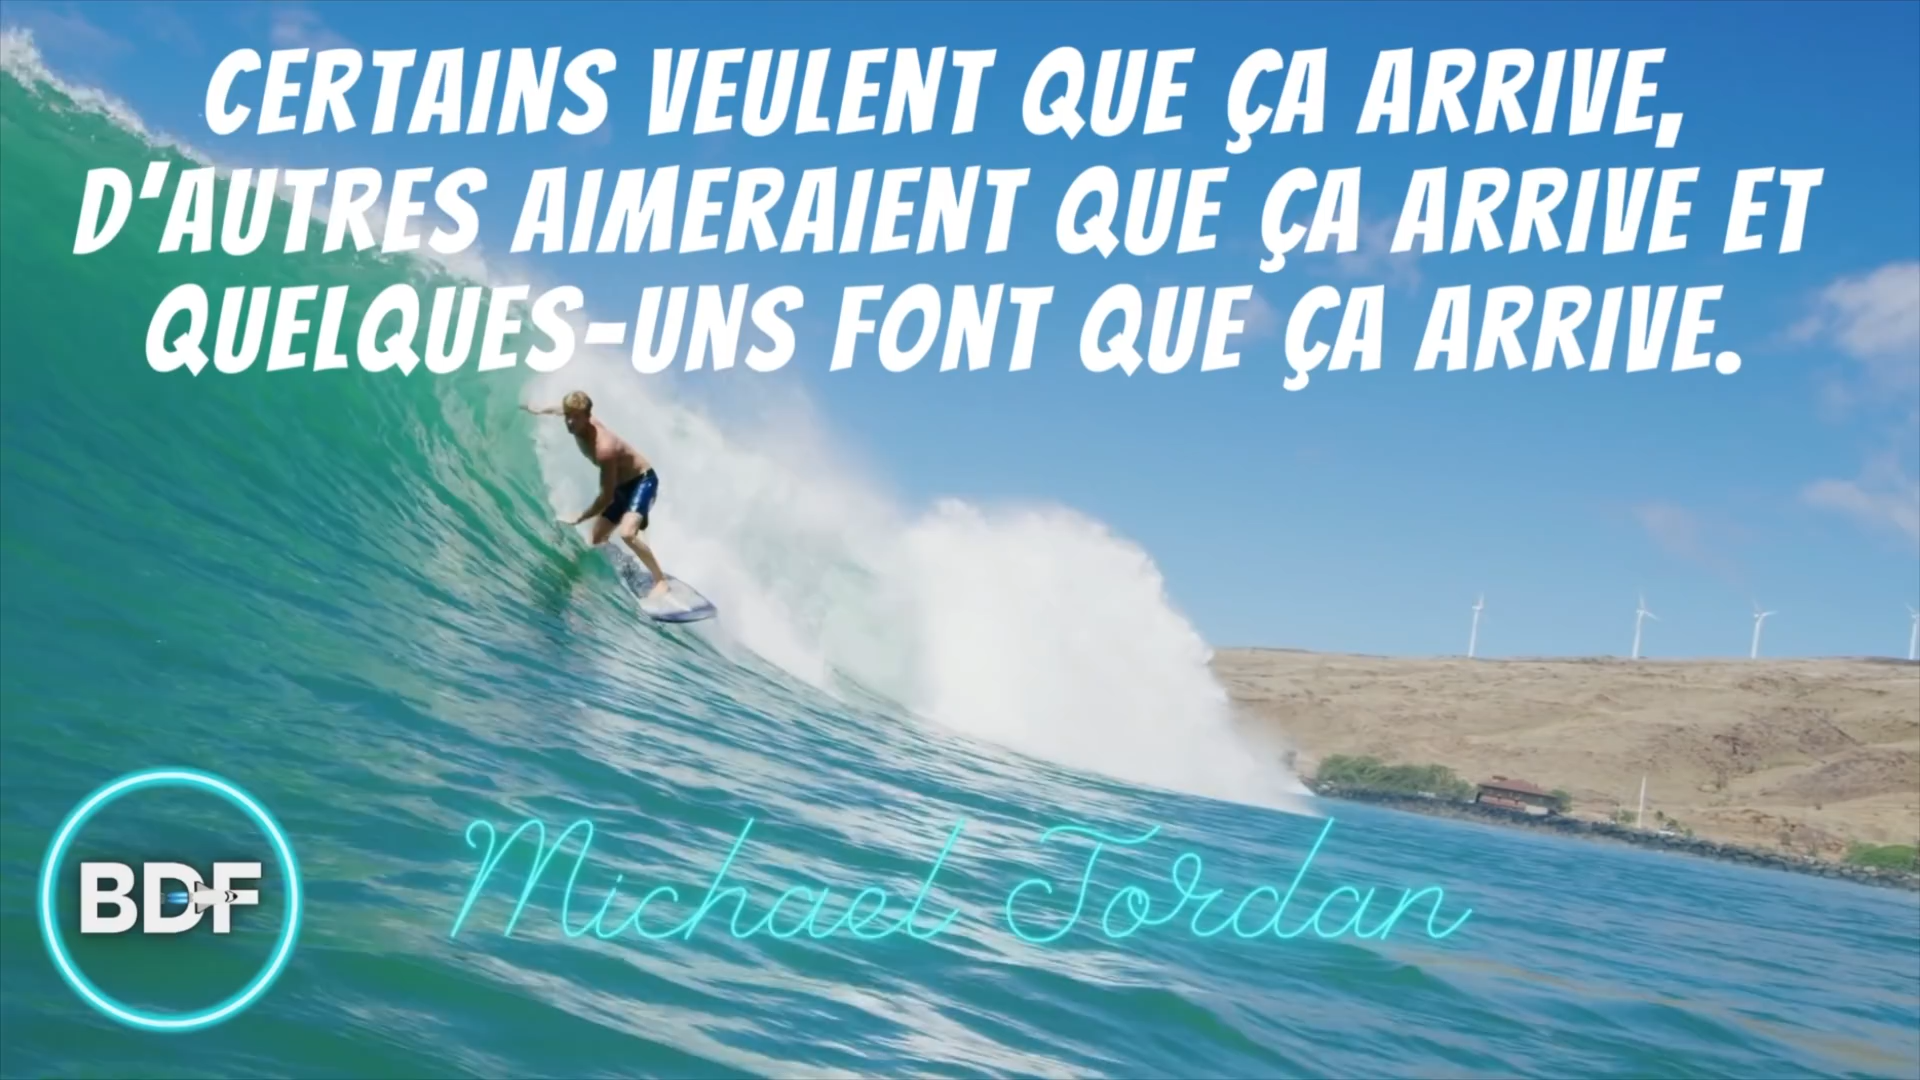 CERTAINS VEULENT QUE ÇA ARRIVE,
D'AUTRES AIMERAIENT QUE ÇA ARRIVE ET
QUELQUES-UNS FONT QUE ÇA ARRIVE.
Michael Jordan
BDF